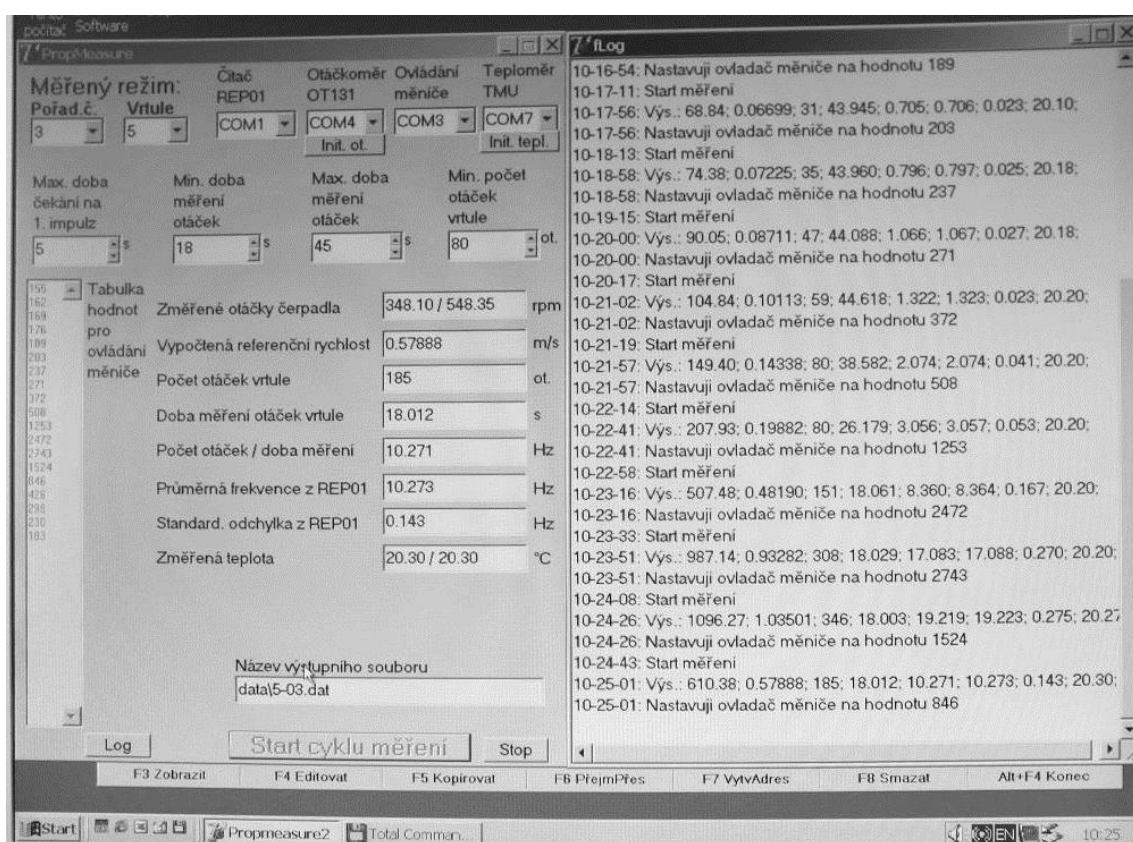 počítač Software
PropMeasure
Měřený režim:
Pořad.č. Vrtule
3 5
Čítač REP01
COM1
Otáčkoměr OT131
COM4
Init. ot.
Ovládání měniče
COM3
Teploměr TMU
COM7
Init. tepl.
Max. doba čekání na 1. impulz
5 s
Min. doba měření otáček
18 s
Max. doba měření otáček
45 s
Min. počet otáček vrtule
80 ot.
155
162
169
176
189
203
237
271
372
508
1253
2472
2743
1524
846
428
298
230
183
Tabulka
hodnot
pro
ovládání
měniče
Změřené otáčky čerpadla 348.10 / 548.35 rpm
Vypočtená referenční rychlost 0.57888 m/s
Počet otáček vrtule 185 ot.
Doba měření otáček vrtule 18.012 s
Počet otáček / doba měření 10.271 Hz
Průměrná frekvence z REP01 10.273 Hz
Standard. odchylka z REP01 0.143 Hz
Změřená teplota 20.30 / 20.30 °C
Název výstupního souboru
data\5-03.dat
Log Start cyklu měření Stop
fLog
10-16-54: Nastavuji ovladač měniče na hodnotu 189
10-17-11: Start měření
10-17-56: Výs.: 68.84; 0.06699; 31; 43.945; 0.705; 0.706; 0.023; 20.10;
10-17-56: Nastavuji ovladač měniče na hodnotu 203
10-18-13: Start měření
10-18-58: Výs.: 74.38; 0.07225; 35; 43.960; 0.796; 0.797; 0.025; 20.18;
10-18-58: Nastavuji ovladač měniče na hodnotu 237
10-19-15: Start měření
10-20-00: Výs.: 90.05; 0.08711; 47; 44.088; 1.066; 1.067; 0.027; 20.18;
10-20-00: Nastavuji ovladač měniče na hodnotu 271
10-20-17: Start měření
10-21-02: Výs.: 104.84; 0.10113; 59; 44.618; 1.322; 1.323; 0.023; 20.20;
10-21-02: Nastavuji ovladač měniče na hodnotu 372
10-21-19: Start měření
10-21-57: Výs.: 149.40; 0.14338; 80; 38.582; 2.074; 2.074; 0.041; 20.20;
10-21-57: Nastavuji ovladač měniče na hodnotu 508
10-22-14: Start měření
10-22-41: Výs.: 207.93; 0.19882; 80; 26.179; 3.056; 3.057; 0.053; 20.20;
10-22-41: Nastavuji ovladač měniče na hodnotu 1253
10-22-58: Start měření
10-23-16: Výs.: 507.48; 0.48190; 151; 18.061; 8.360; 8.364; 0.167; 20.20;
10-23-16: Nastavuji ovladač měniče na hodnotu 2472
10-23-33: Start měření
10-23-51: Výs.: 987.14; 0.93282; 308; 18.029; 17.083; 17.088; 0.270; 20.20;
10-23-51: Nastavuji ovladač měniče na hodnotu 2743
10-24-08: Start měření
10-24-26: Výs.: 1096.27; 1.03501; 346; 18.003; 19.219; 19.223; 0.275; 20.27
10-24-26: Nastavuji ovladač měniče na hodnotu 1524
10-24-43: Start měření
10-25-01: Výs.: 610.38; 0.57888; 185; 18.012; 10.271; 10.273; 0.143; 20.30;
10-25-01: Nastavuji ovladač měniče na hodnotu 846
F3 Zobrazit F4 Editovat F5 Kopírovat F6 PřejmPřes F7 VytvAdres F8 Smazat Alt+F4 Konec
Start Propmeasure2 Total Comman... EN 10:25